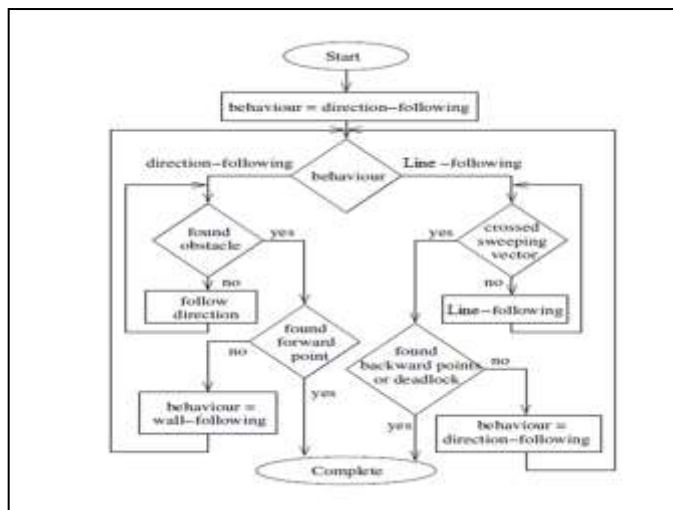 Start
behaviour = direction-following
direction-following
Line -following
behaviour
found
obstacle
yes
yes
crossed
sweeping
vector
no
no
follow
direction
Line-following
found
forward
point
found
backward points
or deadlock
no
no
behaviour =
wall-following
yes
yes
behaviour =
direction-following
Complete